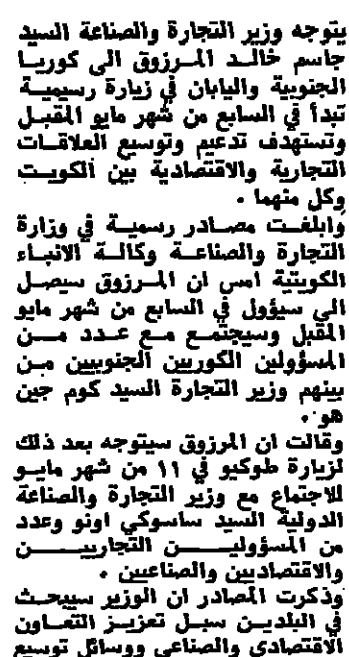 يتوجه وزير التجارة والصناعة السيد
جاسم خالد المرزوق الى كوريا
الجنوبية واليابان في زيارة رسمية
تبدأ في السابع من شهر مايو المقبل
وتستهدف تدعيم وتوسيع العلاقات
التجارية والاقتصادية بين الكويت
وكل منهما .
وابلغت مصادر رسمية في وزارة
التجارة والصناعة وكالة الانباء
الكويتية امس ان المرزوق سيصل
الي سيؤول في السابع من شهر مايو
المقبل وسيجتمع مع عدد من
المسؤولين الكوريين الجنوبيين من
بينهم وزير التجارة السيد كوم جين
هو .
وقالت ان المرزوق سيتوجه بعد ذلك
لزيارة طوكيو في ١١ من شهر مايو
للاجتماع مع وزير التجارة والصناعة
الدولية السيد ساسوكي اونو وعدد
من المسؤولين التجاريين
والاقتصاديين والصناعيين .
وذكرت المصادر ان الوزير سيبحث
في البلدين سبل تعزيز التعاون
الاقتصادي والصناعي ووسائل توسيع